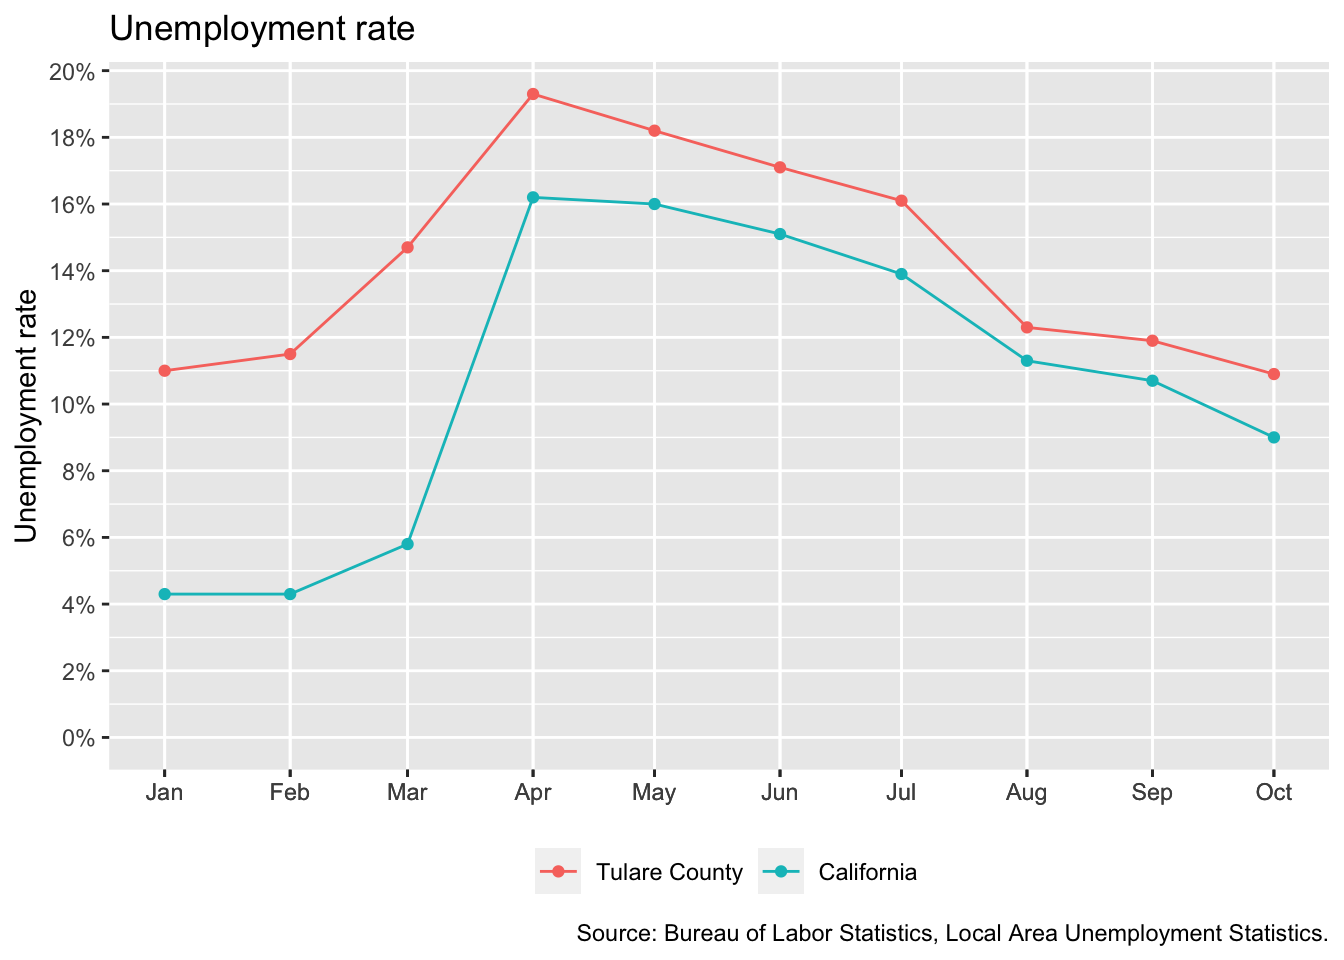 Unemployment rate
20%
18%
16%
14%
12%
10%
8%
6%
4%
2%
0%
Unemployment rate
Jan Feb Mar Apr May Jun Jul Aug Sep Oct
Tulare County California
Source: Bureau of Labor Statistics, Local Area Unemployment Statistics.